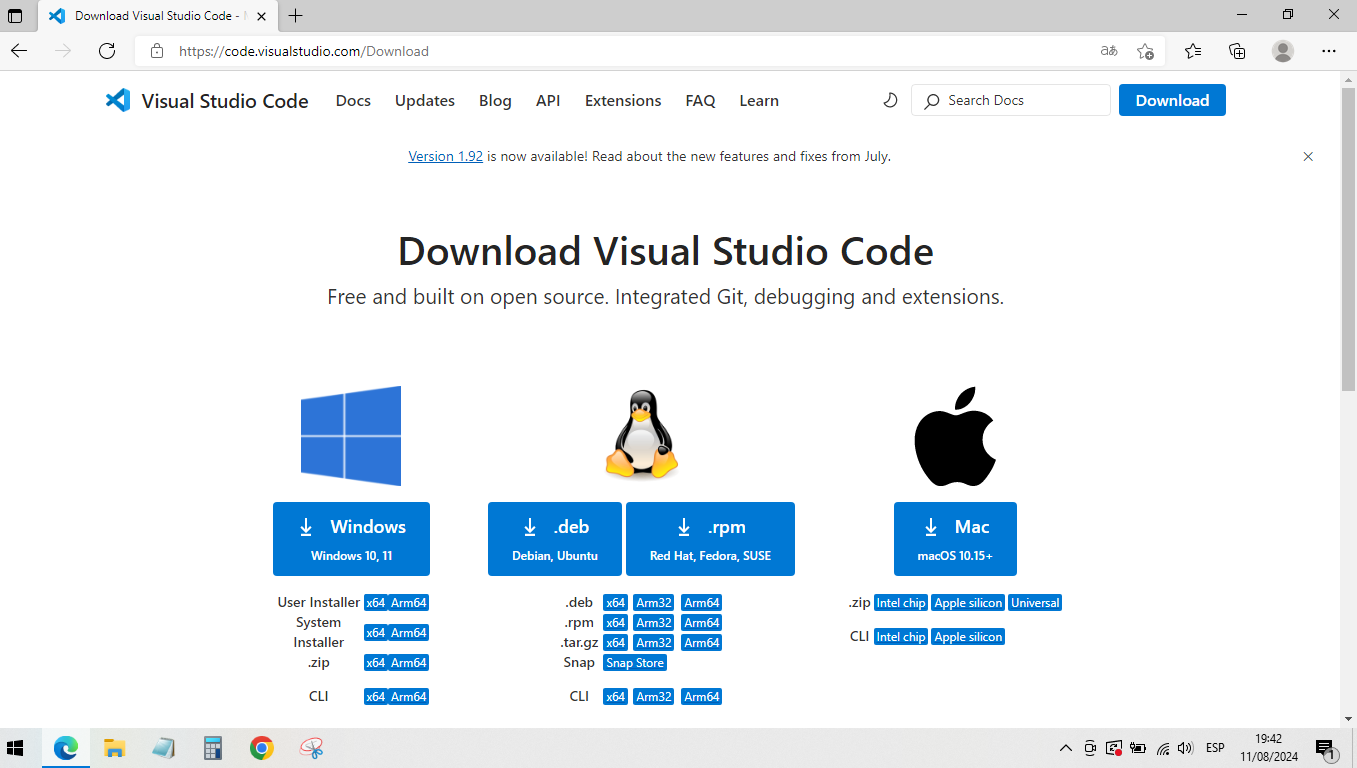 Download Visual Studio Code -
https://code.visualstudio.com/Download
aあ
Visual Studio Code Docs Updates Blog API Extensions FAQ Learn Search Docs Download
Version 1.92 is now available! Read about the new features and fixes from July.
Download Visual Studio Code
Free and built on open source. Integrated Git, debugging and extensions.
Windows
Windows 10, 11
User Installer x64 Arm64
System
Installer x64 Arm64
.zip x64 Arm64
CLI x64 Arm64
.deb
Debian, Ubuntu
.rpm
Red Hat, Fedora, SUSE
.deb x64 Arm32 Arm64
.rpm x64 Arm32 Arm64
.tar.gz x64 Arm32 Arm64
Snap Snap Store
CLI x64 Arm32 Arm64
Mac
macOS 10.15+
.zip Intel chip Apple silicon Universal
CLI Intel chip Apple silicon
ESP
19:42
11/08/2024
1